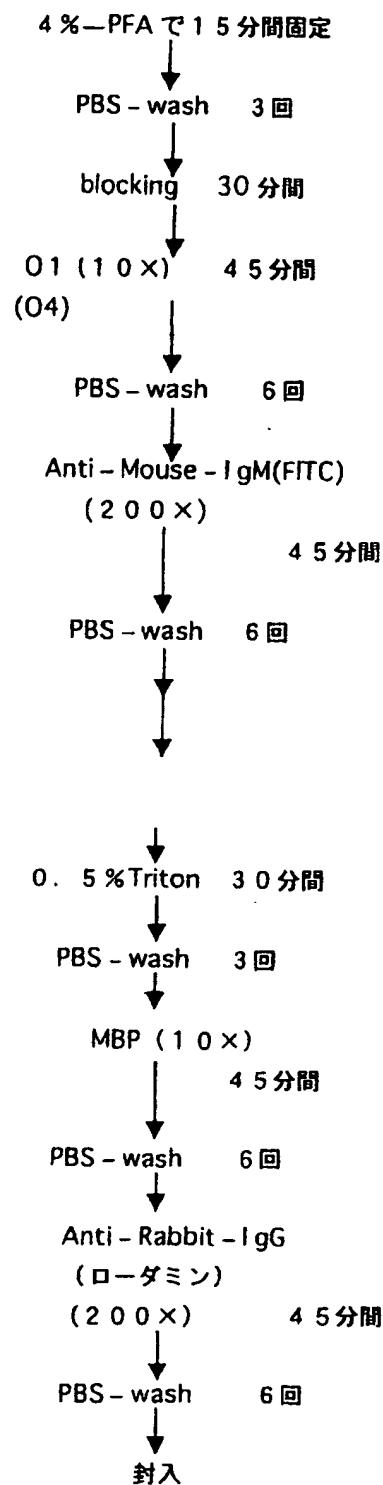 4%—PFAで15分間固定
PBS–wash 3回
blocking 30分間
O1(10×) 45分間
(O4)
PBS–wash 6回
Anti–Mouse–IgM(FITC)
(200×)
45分間
PBS–wash 6回
0.5%Triton 30分間
PBS–wash 3回
MBP(10×)
45分間
PBS–wash 6回
Anti–Rabbit–IgG
(ローダミン)
(200×) 45分間
PBS–wash 6回
封入